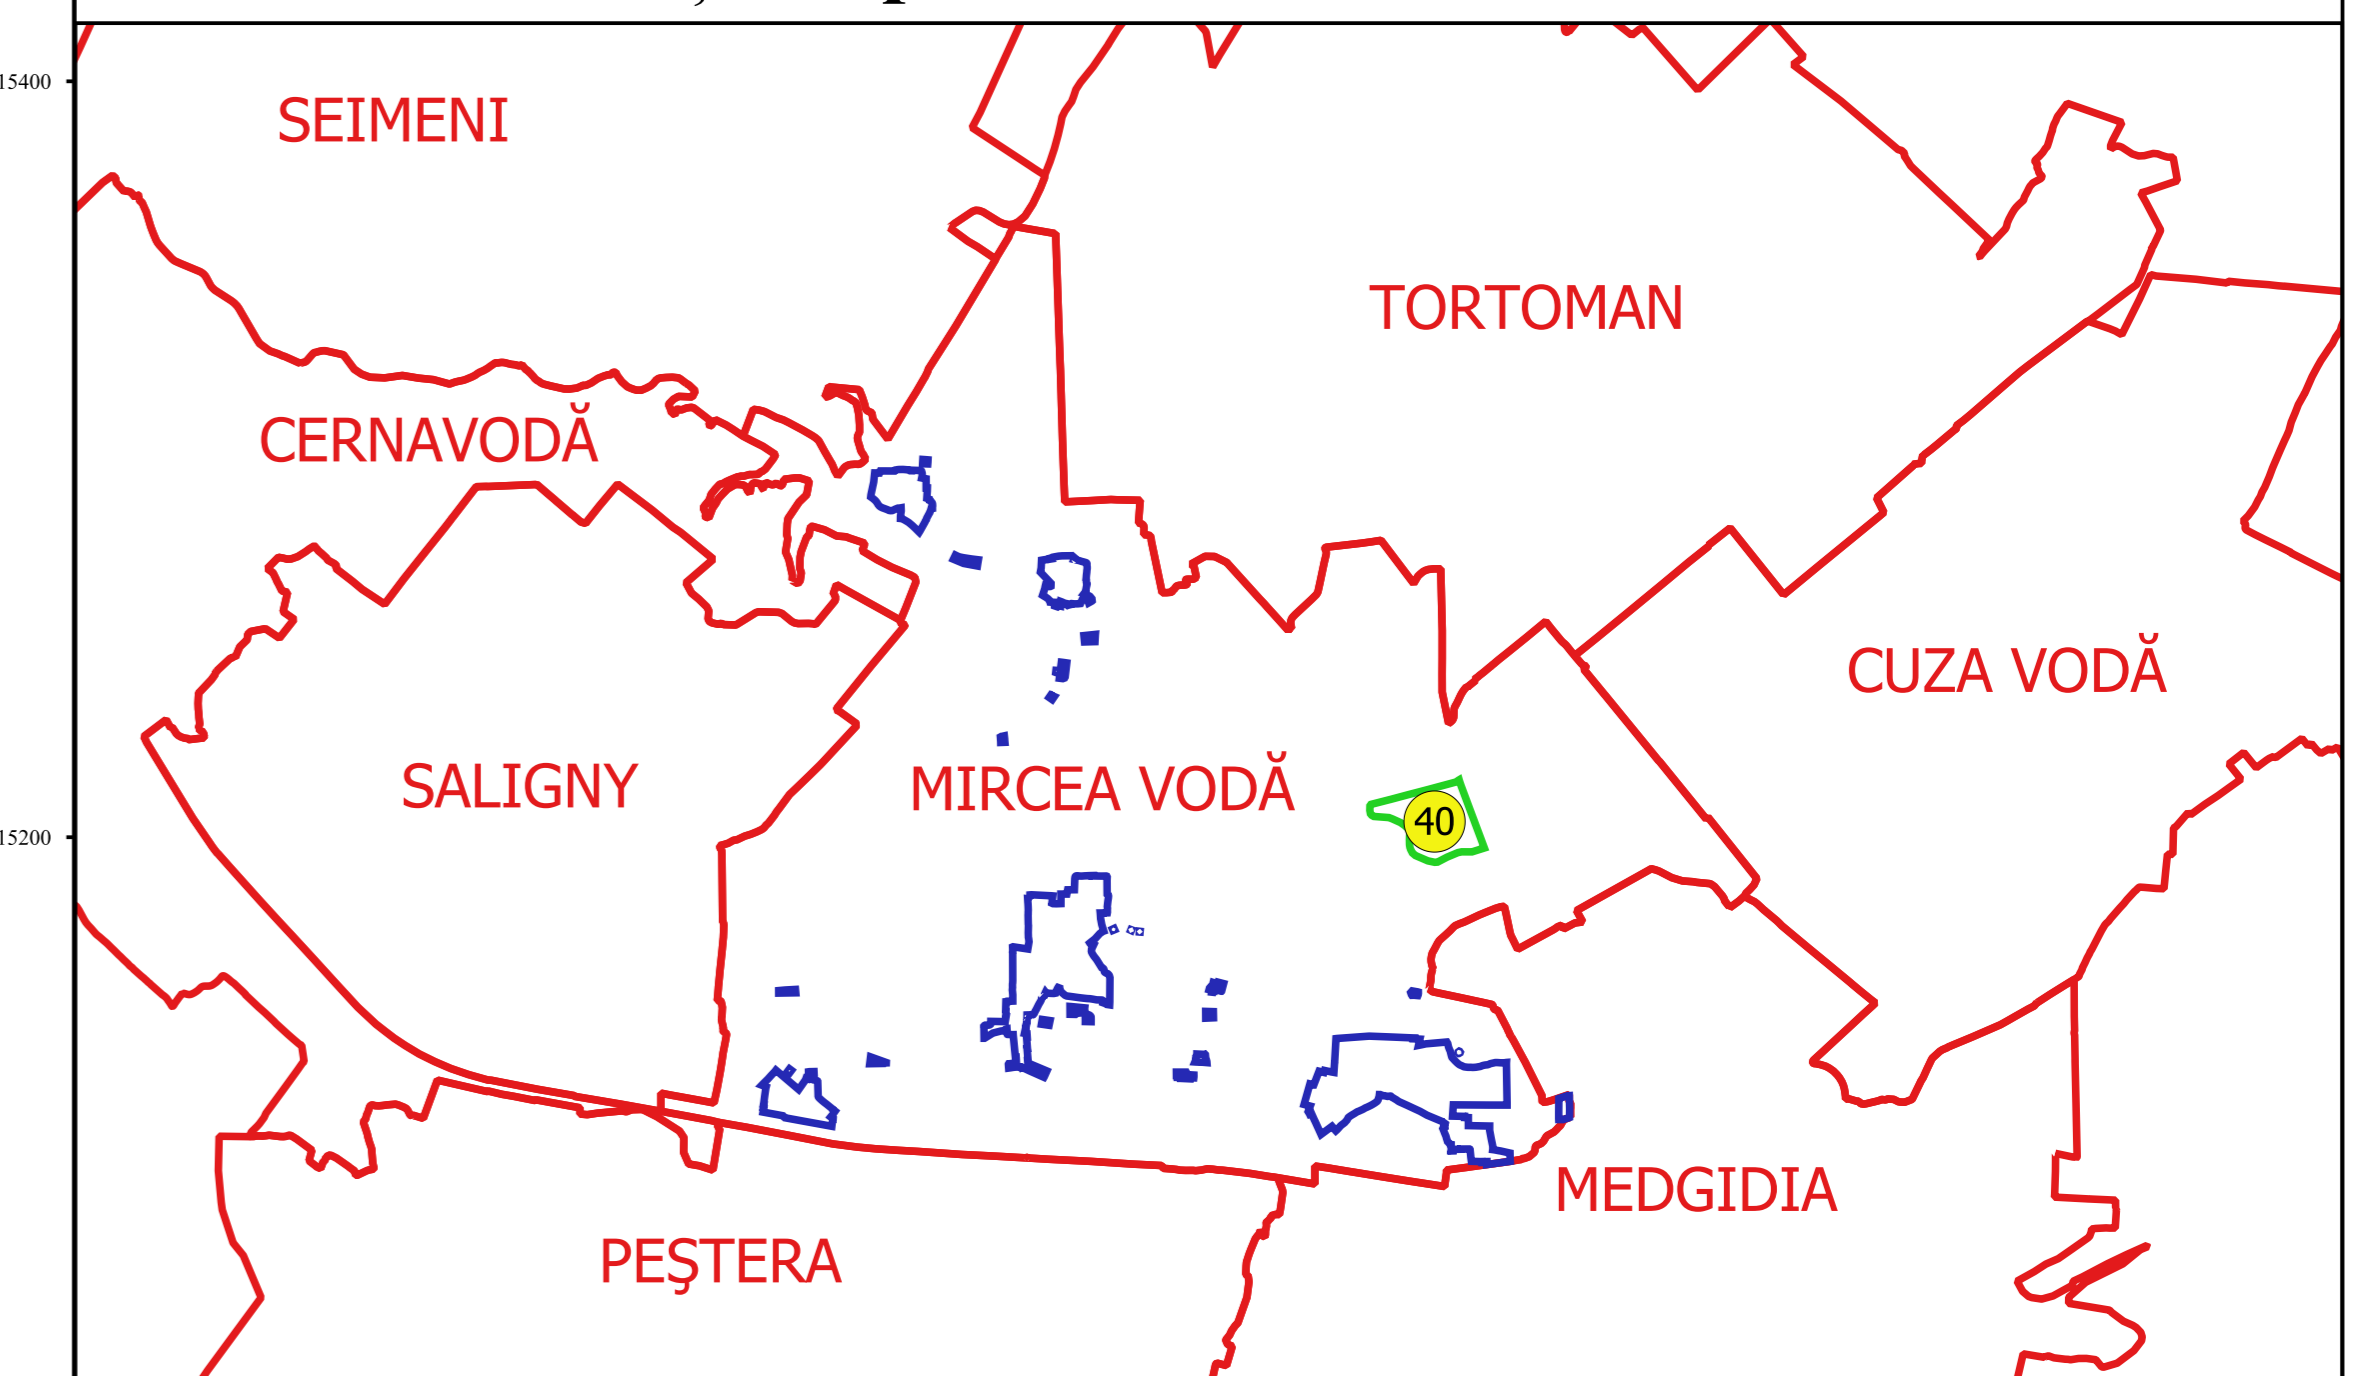 15400
SEIMENI
TORTOMAN
CERNAVODĂ
CUZA VODĂ
SALIGNY
MIRCEA VODĂ
40
15200
MEDGIDIA
PEŞTERA